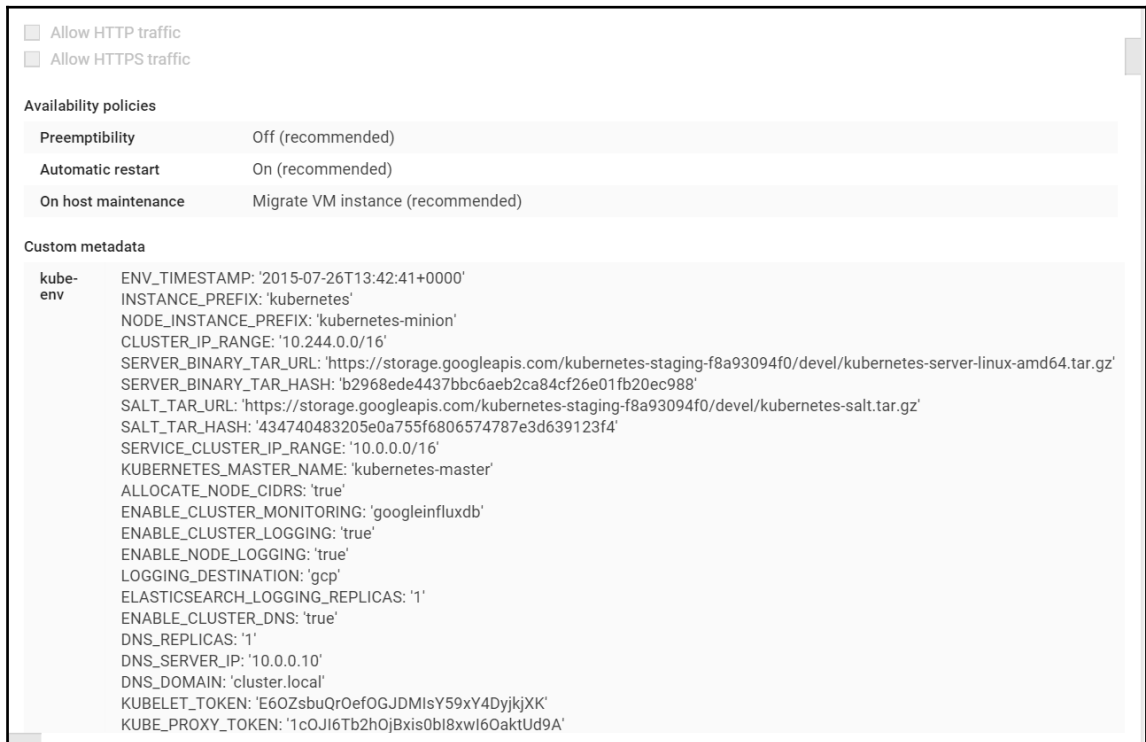 Allow HTTP traffic
Allow HTTPS traffic
Availability policies
Preemptibility Off (recommended)
Automatic restart On (recommended)
On host maintenance Migrate VM instance (recommended)
Custom metadata
kube-env ENV_TIMESTAMP: '2015-07-26T13:42:41+0000'
INSTANCE_PREFIX: 'kubernetes'
NODE_INSTANCE_PREFIX: 'kubernetes-minion'
CLUSTER_IP_RANGE: '10.244.0.0/16'
SERVER_BINARY_TAR_URL: 'https://storage.googleapis.com/kubernetes-staging-f8a93094f0/devel/kubernetes-server-linux-amd64.tar.gz'
SERVER_BINARY_TAR_HASH: 'b2968ede4437bbc6aeb2ca84cf26e01fb20ec988'
SALT_TAR_URL: 'https://storage.googleapis.com/kubernetes-staging-f8a93094f0/devel/kubernetes-salt.tar.gz'
SALT_TAR_HASH: '434740483205e0a755f6806574787e3d639123f4'
SERVICE_CLUSTER_IP_RANGE: '10.0.0.0/16'
KUBERNETES_MASTER_NAME: 'kubernetes-master'
ALLOCATE_NODE_CIDRS: 'true'
ENABLE_CLUSTER_MONITORING: 'googleinfluxdb'
ENABLE_CLUSTER_LOGGING: 'true'
ENABLE_NODE_LOGGING: 'true'
LOGGING_DESTINATION: 'gcp'
ELASTICSEARCH_LOGGING_REPLICAS: '1'
ENABLE_CLUSTER_DNS: 'true'
DNS_REPLICAS: '1'
DNS_SERVER_IP: '10.0.0.10'
DNS_DOMAIN: 'cluster.local'
KUBELET_TOKEN: 'E6OZsbuQrOefOGJDMIsY59xY4DyjkjXK'
KUBE_PROXY_TOKEN: '1cOJI6Tb2hOjBxis0bI8xwI6OaktUd9A'